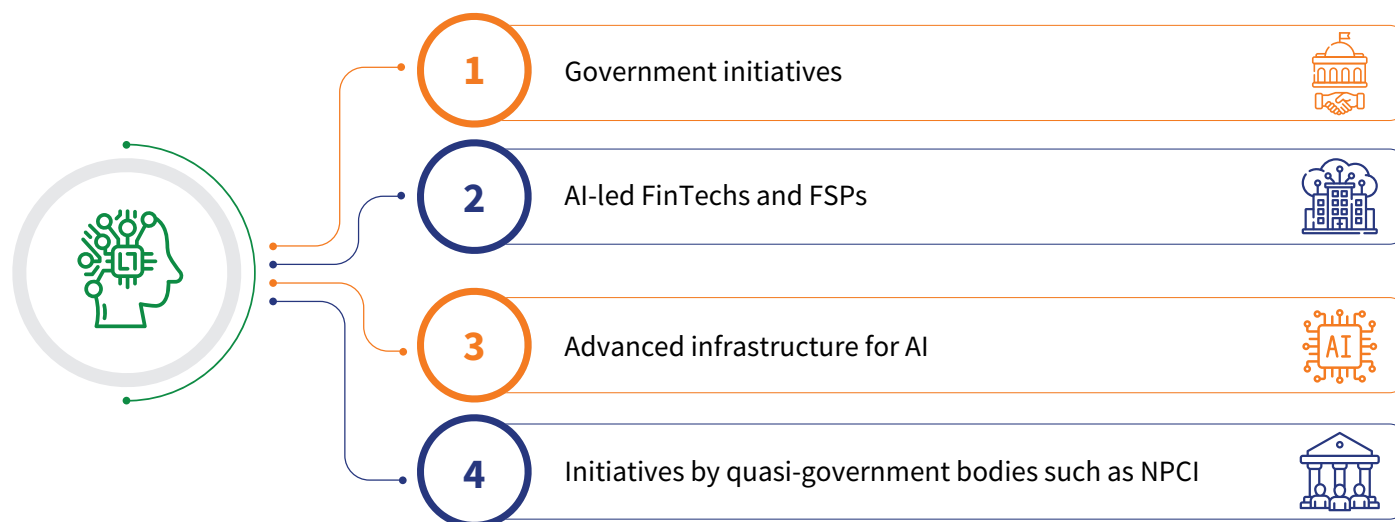 1
Government initiatives
2
AI-led FinTechs and FSPs
3
Advanced infrastructure for AI
AI
4
Initiatives by quasi-government bodies such as NPCI